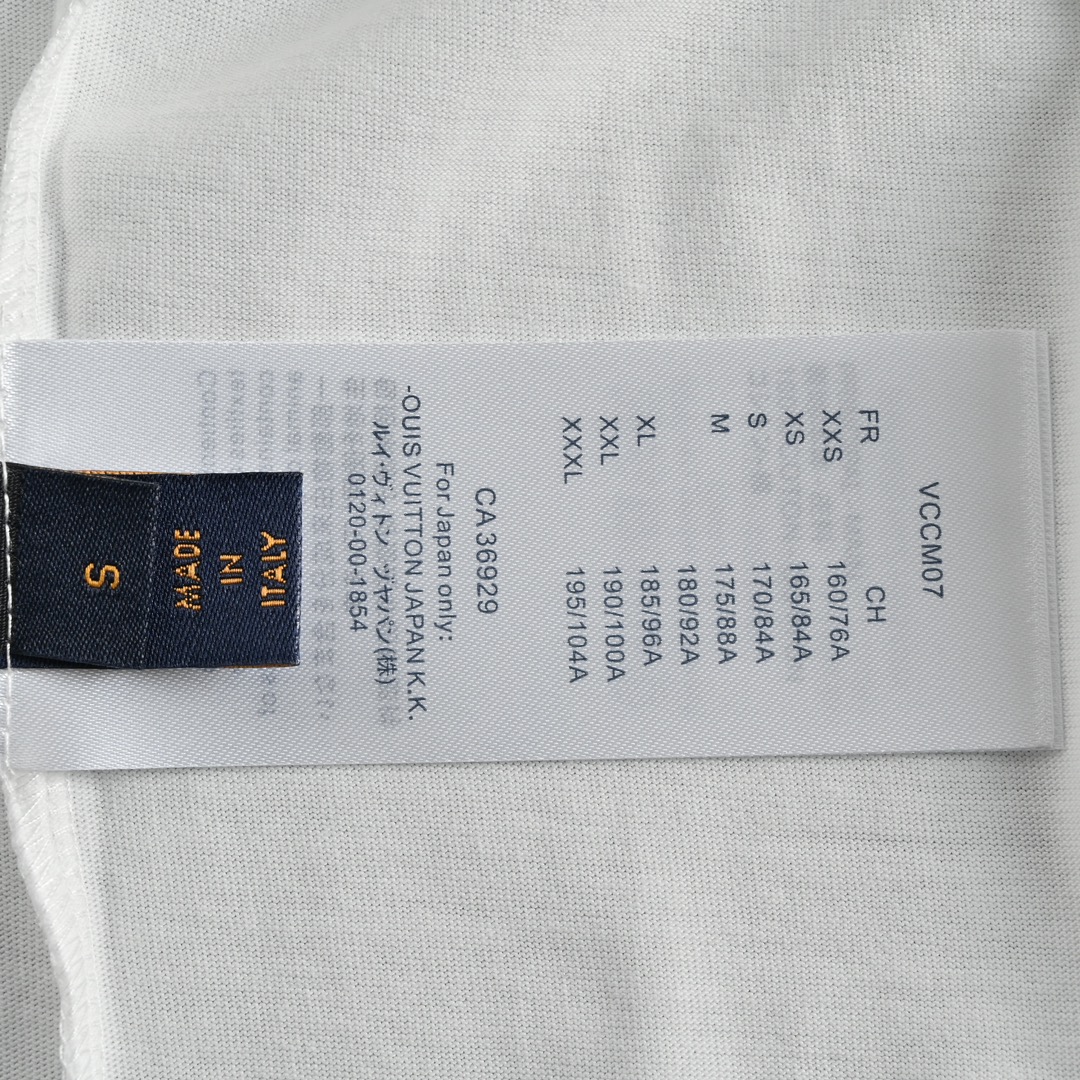 VCCM07
FR CH
XXS 160/76A
XS 165/84A
S 170/84A
M 175/88A
180/92A
XL 185/96A
XXL 190/100A
XXXL 195/104A
CA 36929
For Japan only:
-OUIS VUITTON JAPAN K.K.
ルイ・ヴィトン ジャパン(株)
0120-00-1854
MADE
IN
ITALY
S